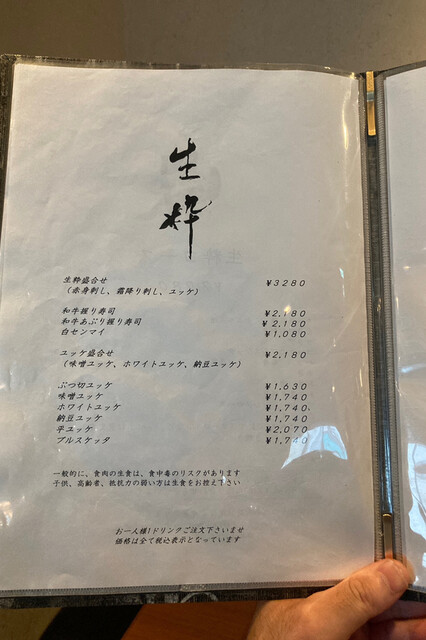 生粋
生粋盛合せ ¥3280
(赤身刺し、霜降り刺し、ユッケ)
和牛握り寿司 ¥2,180
和牛あぶり握り寿司 ¥2,180
白センマイ ¥1,080
ユッケ盛合せ ¥2,180
(味噌ユッケ、ホワイトユッケ、納豆ユッケ)
ぶつ切ユッケ ¥1,630
味噌ユッケ ¥1,740
ホワイトユッケ ¥1,740
納豆ユッケ ¥1,740
平ユッケ ¥2,070
ブルスケッタ ¥1,740
一般的に、食肉の生食は、食中毒のリスクがあります
子供、高齢者、抵抗力の弱い方は生食をお控え下さい
お一人様1ドリンクご注文下さいませ
価格は全て税込表示となっています